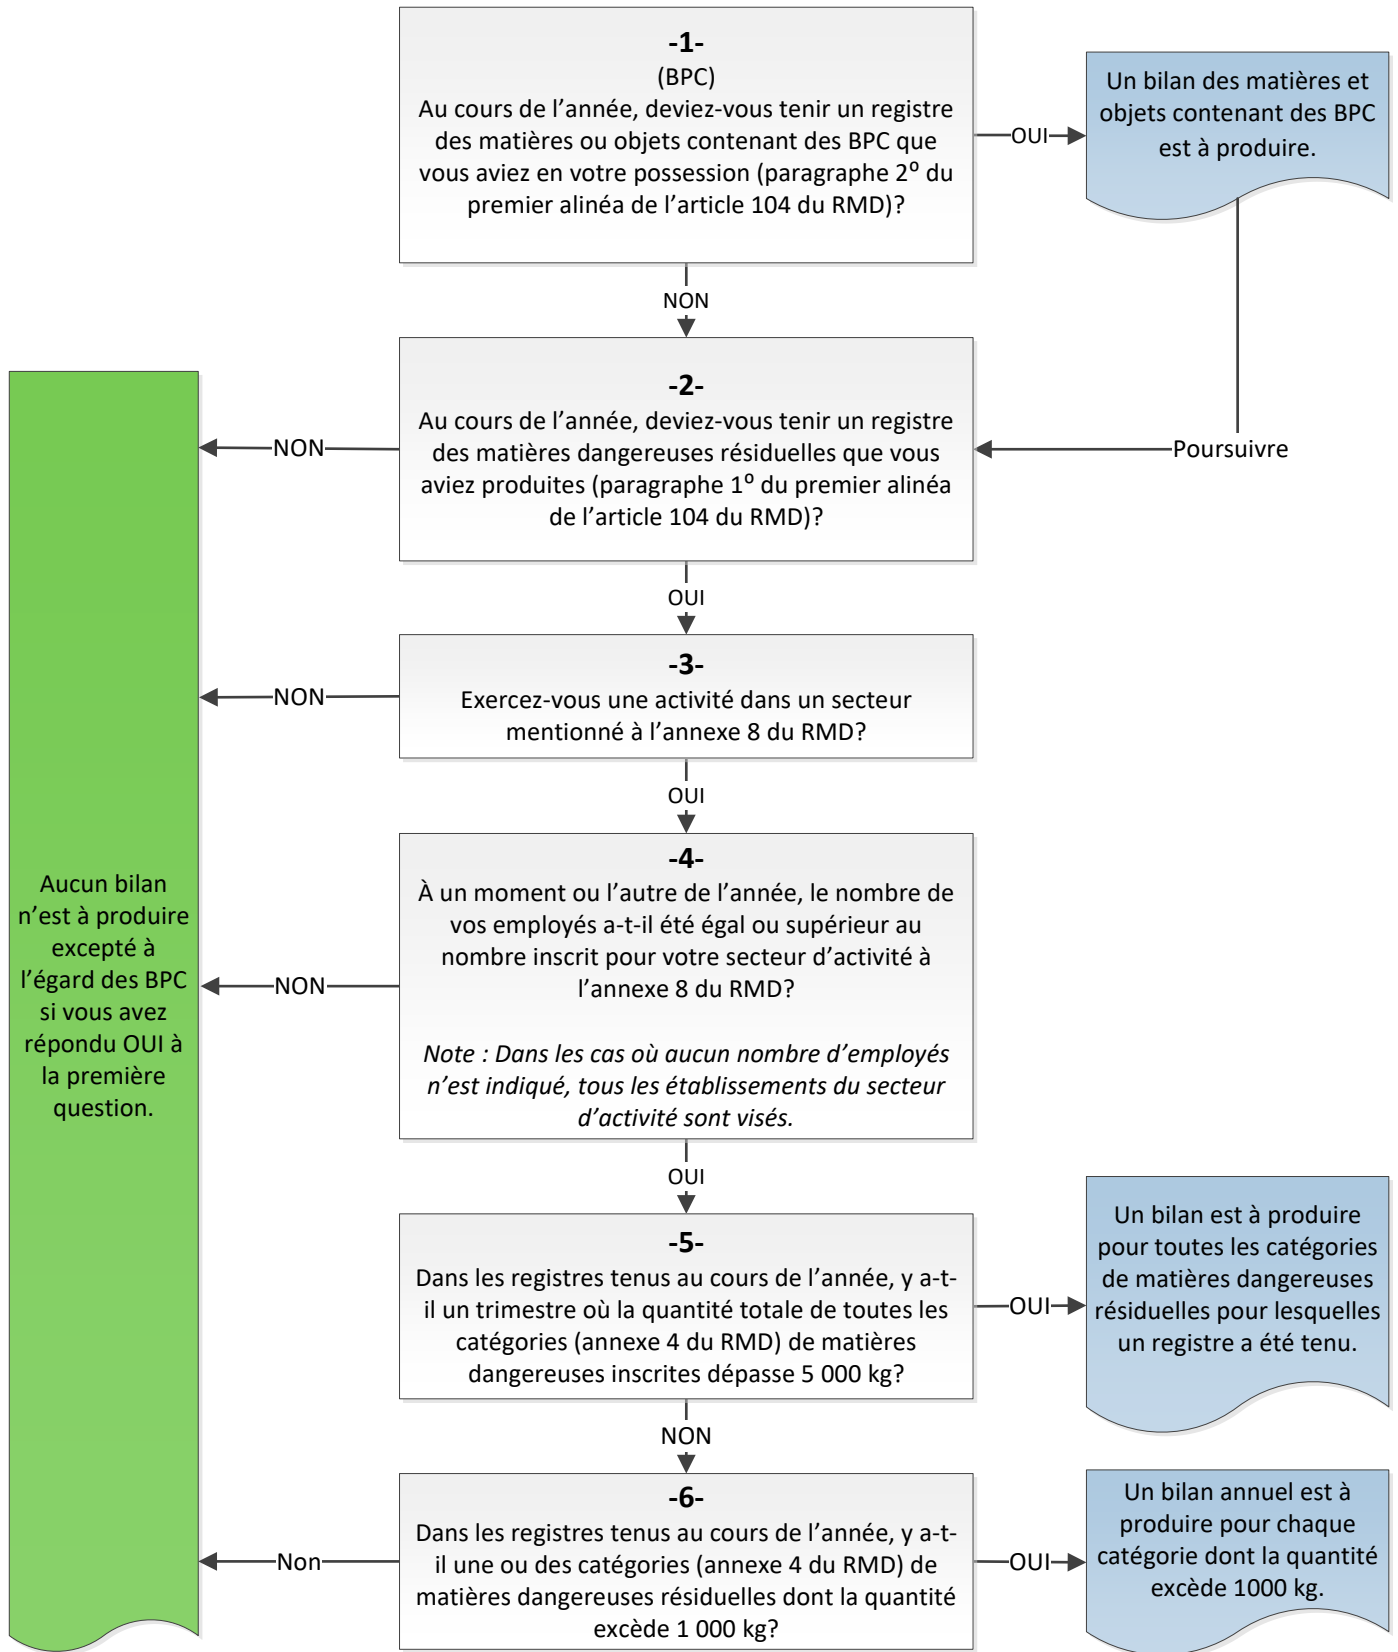 -1-
(BPC)
Au cours de l’année, deviez-vous tenir un registre
des matières ou objets contenant des BPC que
vous aviez en votre possession (paragraphe 2⁰ du
premier alinéa de l’article 104 du RMD)?
OUI
Un bilan des matières et
objets contenant des BPC
est à produire.
NON
Poursuivre
-2-
Au cours de l’année, deviez-vous tenir un registre
des matières dangereuses résiduelles que vous
aviez produites (paragraphe 1⁰ du premier alinéa
de l’article 104 du RMD)?
NON
OUI
-3-
Exercez-vous une activité dans un secteur
mentionné à l’annexe 8 du RMD?
NON
OUI
-4-
À un moment ou l’autre de l’année, le nombre de
vos employés a-t-il été égal ou supérieur au
nombre inscrit pour votre secteur d’activité à
l’annexe 8 du RMD?
Note : Dans les cas où aucun nombre d’employés
n’est indiqué, tous les établissements du secteur
d’activité sont visés.
NON
Aucun bilan
n’est à produire
excepté à
l’égard des BPC
si vous avez
répondu OUI à
la première
question.
OUI
-5-
Dans les registres tenus au cours de l’année, y a-t-
il un trimestre où la quantité totale de toutes les
catégories (annexe 4 du RMD) de matières
dangereuses inscrites dépasse 5 000 kg?
OUI
Un bilan est à produire
pour toutes les catégories
de matières dangereuses
résiduelles pour lesquelles
un registre a été tenu.
NON
-6-
Dans les registres tenus au cours de l’année, y a-t-
il une ou des catégories (annexe 4 du RMD) de
matières dangereuses résiduelles dont la quantité
excède 1 000 kg?
Non
OUI
Un bilan annuel est à
produire pour chaque
catégorie dont la quantité
excède 1000 kg.